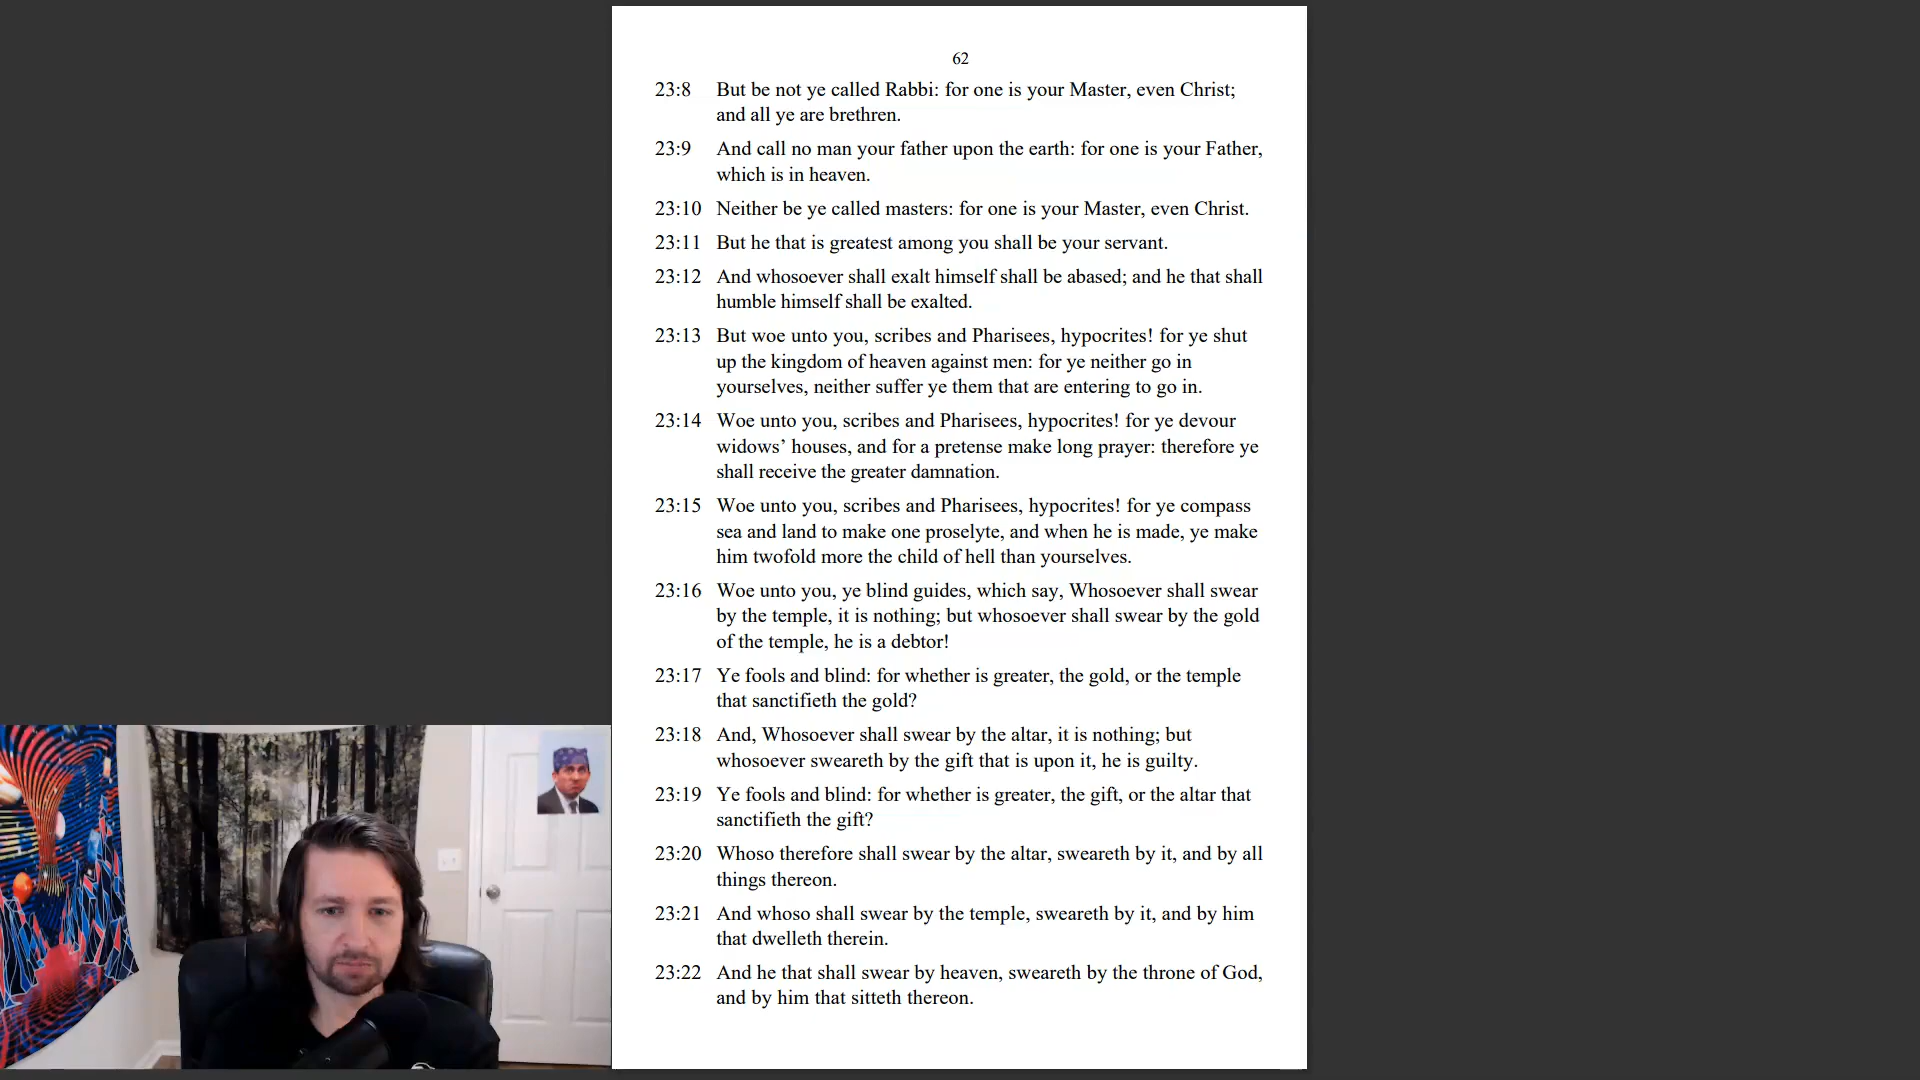 62
23:8 But be not ye called Rabbi: for one is your Master, even Christ;
and all ye are brethren.
23:9 And call no man your father upon the earth: for one is your Father,
which is in heaven.
23:10 Neither be ye called masters: for one is your Master, even Christ.
23:11 But he that is greatest among you shall be your servant.
23:12 And whosoever shall exalt himself shall be abased; and he that shall
humble himself shall be exalted.
23:13 But woe unto you, scribes and Pharisees, hypocrites! for ye shut
up the kingdom of heaven against men: for ye neither go in
yourselves, neither suffer ye them that are entering to go in.
23:14 Woe unto you, scribes and Pharisees, hypocrites! for ye devour
widows’ houses, and for a pretense make long prayer: therefore ye
shall receive the greater damnation.
23:15 Woe unto you, scribes and Pharisees, hypocrites! for ye compass
sea and land to make one proselyte, and when he is made, ye make
him twofold more the child of hell than yourselves.
23:16 Woe unto you, ye blind guides, which say, Whosoever shall swear
by the temple, it is nothing; but whosoever shall swear by the gold
of the temple, he is a debtor!
23:17 Ye fools and blind: for whether is greater, the gold, or the temple
that sanctifieth the gold?
23:18 And, Whosoever shall swear by the altar, it is nothing; but
whosoever sweareth by the gift that is upon it, he is guilty.
23:19 Ye fools and blind: for whether is greater, the gift, or the altar that
sanctifieth the gift?
23:20 Whoso therefore shall swear by the altar, sweareth by it, and by all
things thereon.
23:21 And whoso shall swear by the temple, sweareth by it, and by him
that dwelleth therein.
23:22 And he that shall swear by heaven, sweareth by the throne of God,
and by him that sitteth thereon.